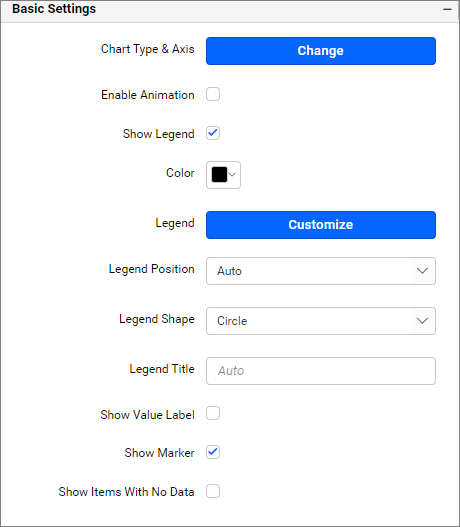 Basic Settings
Chart Type & Axis Change
Enable Animation
Show Legend
Color
Legend Customize
Legend Position Auto
Legend Shape Circle
Legend Title Auto
Show Value Label
Show Marker
Show Items With No Data